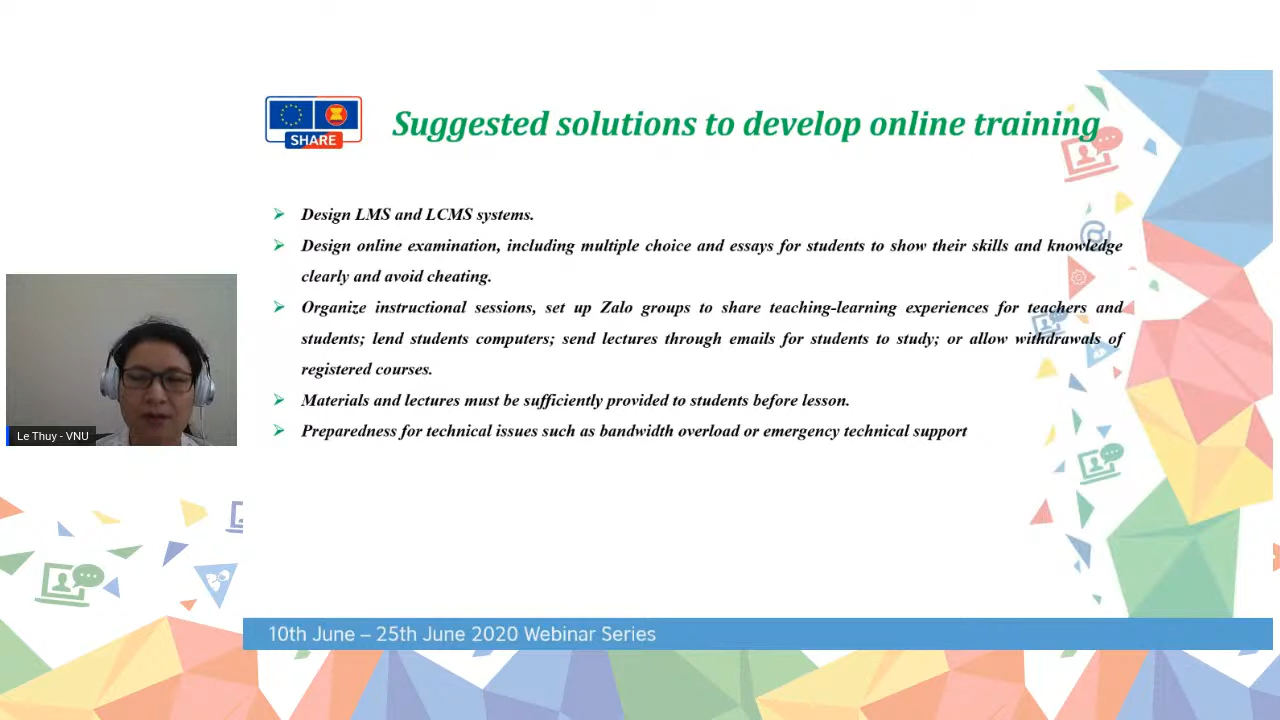 SHARE
Suggested solutions to develop online training
Design LMS and LCMS systems.
Design online examination, including multiple choice and essays for students to show their skills and knowledge
clearly and avoid cheating.
Organize instructional sessions, set up Zalo groups to share teaching-learning experiences for teachers and
students; lend students computers; send lectures through emails for students to study; or allow withdrawals of
registered courses.
Materials and lectures must be sufficiently provided to students before lesson.
Preparedness for technical issues such as bandwidth overload or emergency technical support
Le Thuy - VNU
10th June – 25th June 2020 Webinar Series